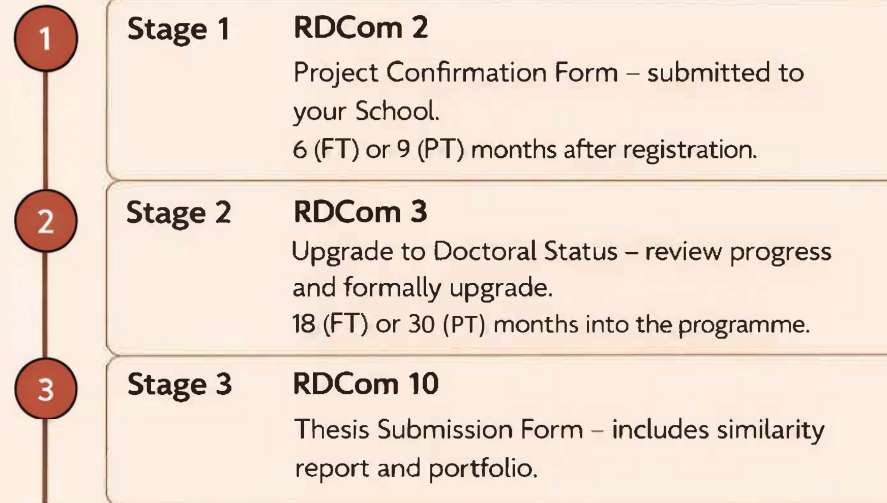 1
Stage 1 RDCom 2
Project Confirmation Form – submitted to
your School.
6 (FT) or 9 (PT) months after registration.
2
Stage 2 RDCom 3
Upgrade to Doctoral Status – review progress
and formally upgrade.
18 (FT) or 30 (PT) months into the programme.
3
Stage 3 RDCom 10
Thesis Submission Form – includes similarity
report and portfolio.